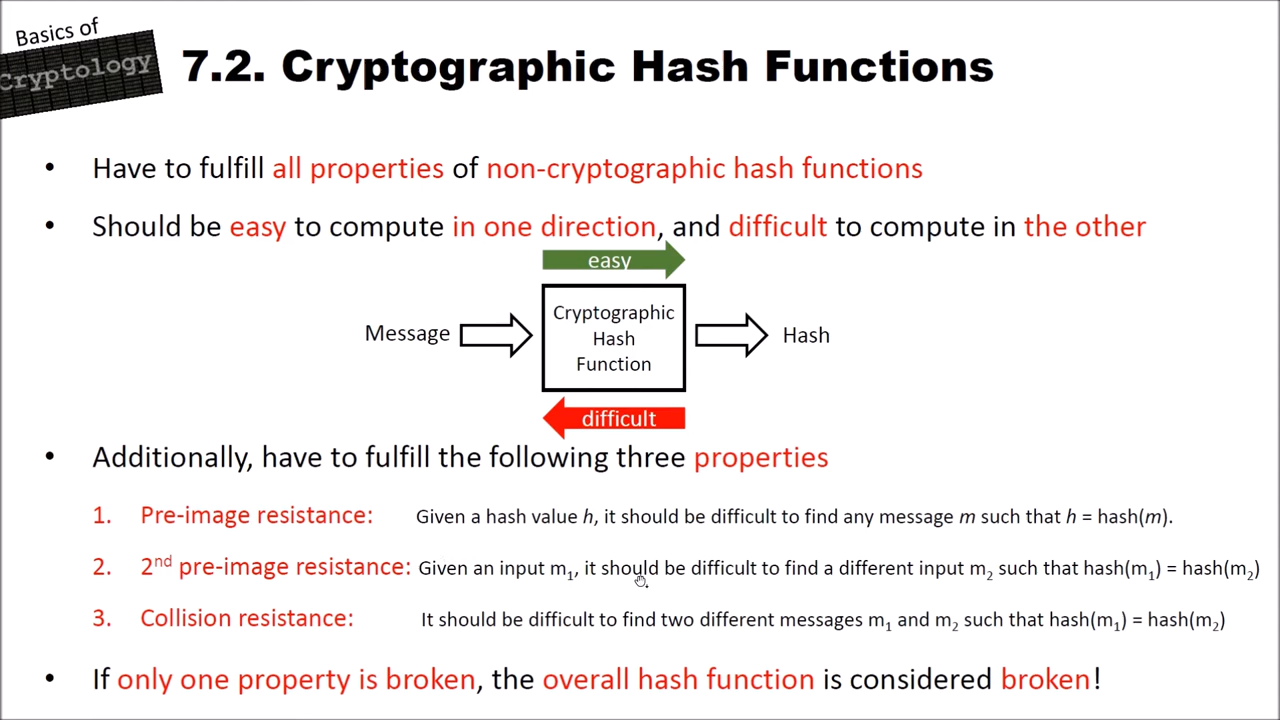 Basics of
Cryptology
7.2. Cryptographic Hash Functions
• Have to fulfill all properties of non-cryptographic hash functions
• Should be easy to compute in one direction, and difficult to compute in the other
easy
Message
Cryptographic
Hash
Function
Hash
difficult
• Additionally, have to fulfill the following three properties
1. Pre-image resistance: Given a hash value h, it should be difficult to find any message m such that h = hash(m).
2. 2nd pre-image resistance: Given an input m1, it should be difficult to find a different input m2 such that hash(m1) = hash(m2)
3. Collision resistance: It should be difficult to find two different messages m1 and m2 such that hash(m1) = hash(m2)
• If only one property is broken, the overall hash function is considered broken!